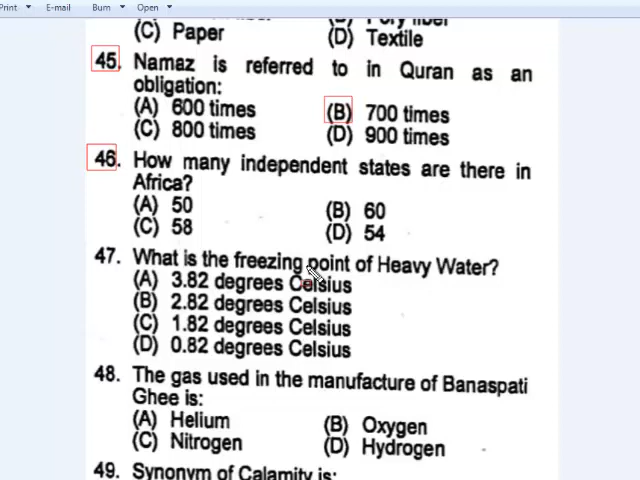 Print E-mail Burn Open
(C) Paper
(D) Textile
45. Namaz is referred to in Quran as an
obligation:
(A) 600 times (B) 700 times
(C) 800 times (D) 900 times
46. How many independent states are there in
Africa?
(A) 50 (B) 60
(C) 58 (D) 54
47. What is the freezing point of Heavy Water?
(A) 3.82 degrees Celsius
(B) 2.82 degrees Celsius
(C) 1.82 degrees Celsius
(D) 0.82 degrees Celsius
48. The gas used in the manufacture of Banaspati
Ghee is:
(A) Helium (B) Oxygen
(C) Nitrogen (D) Hydrogen
49. Synonym of Calamity is: